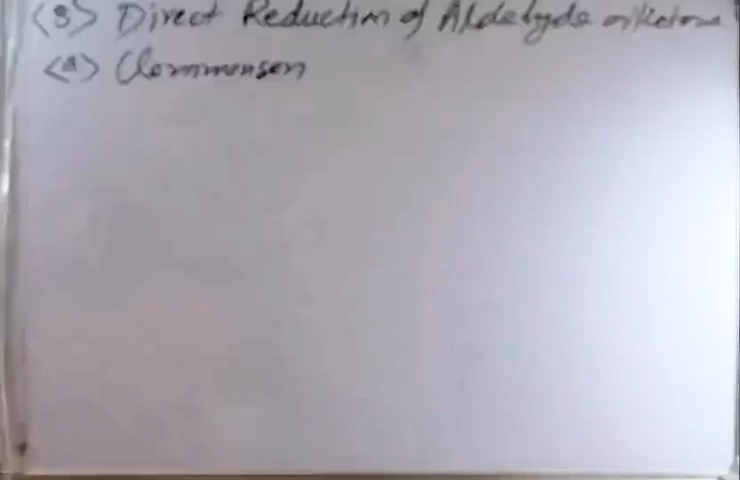 <3> Direct Reduction of Aldehyde or Ketone
<a> Clemmensen